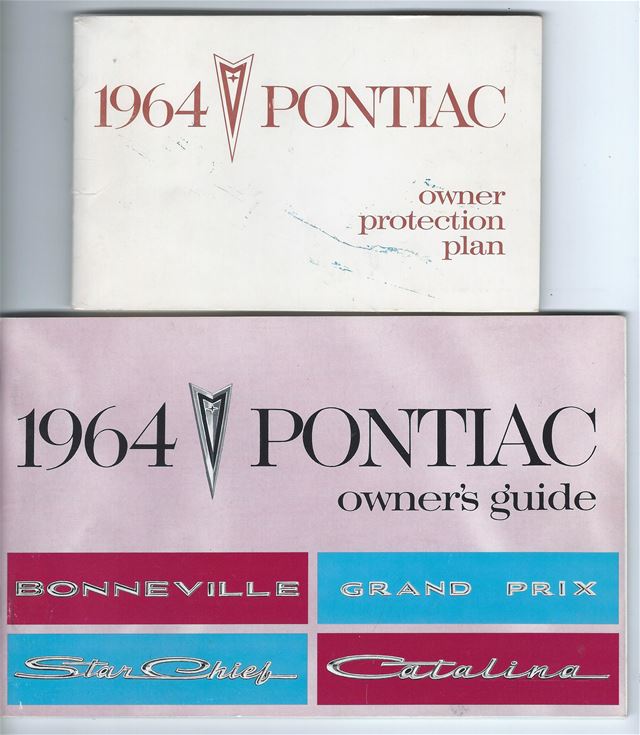 1964 PONTIAC
owner
protection
plan
1964 PONTIAC
owner's guide
BONNEVILLE
GRAND PRIX
Star Chief
Catalina